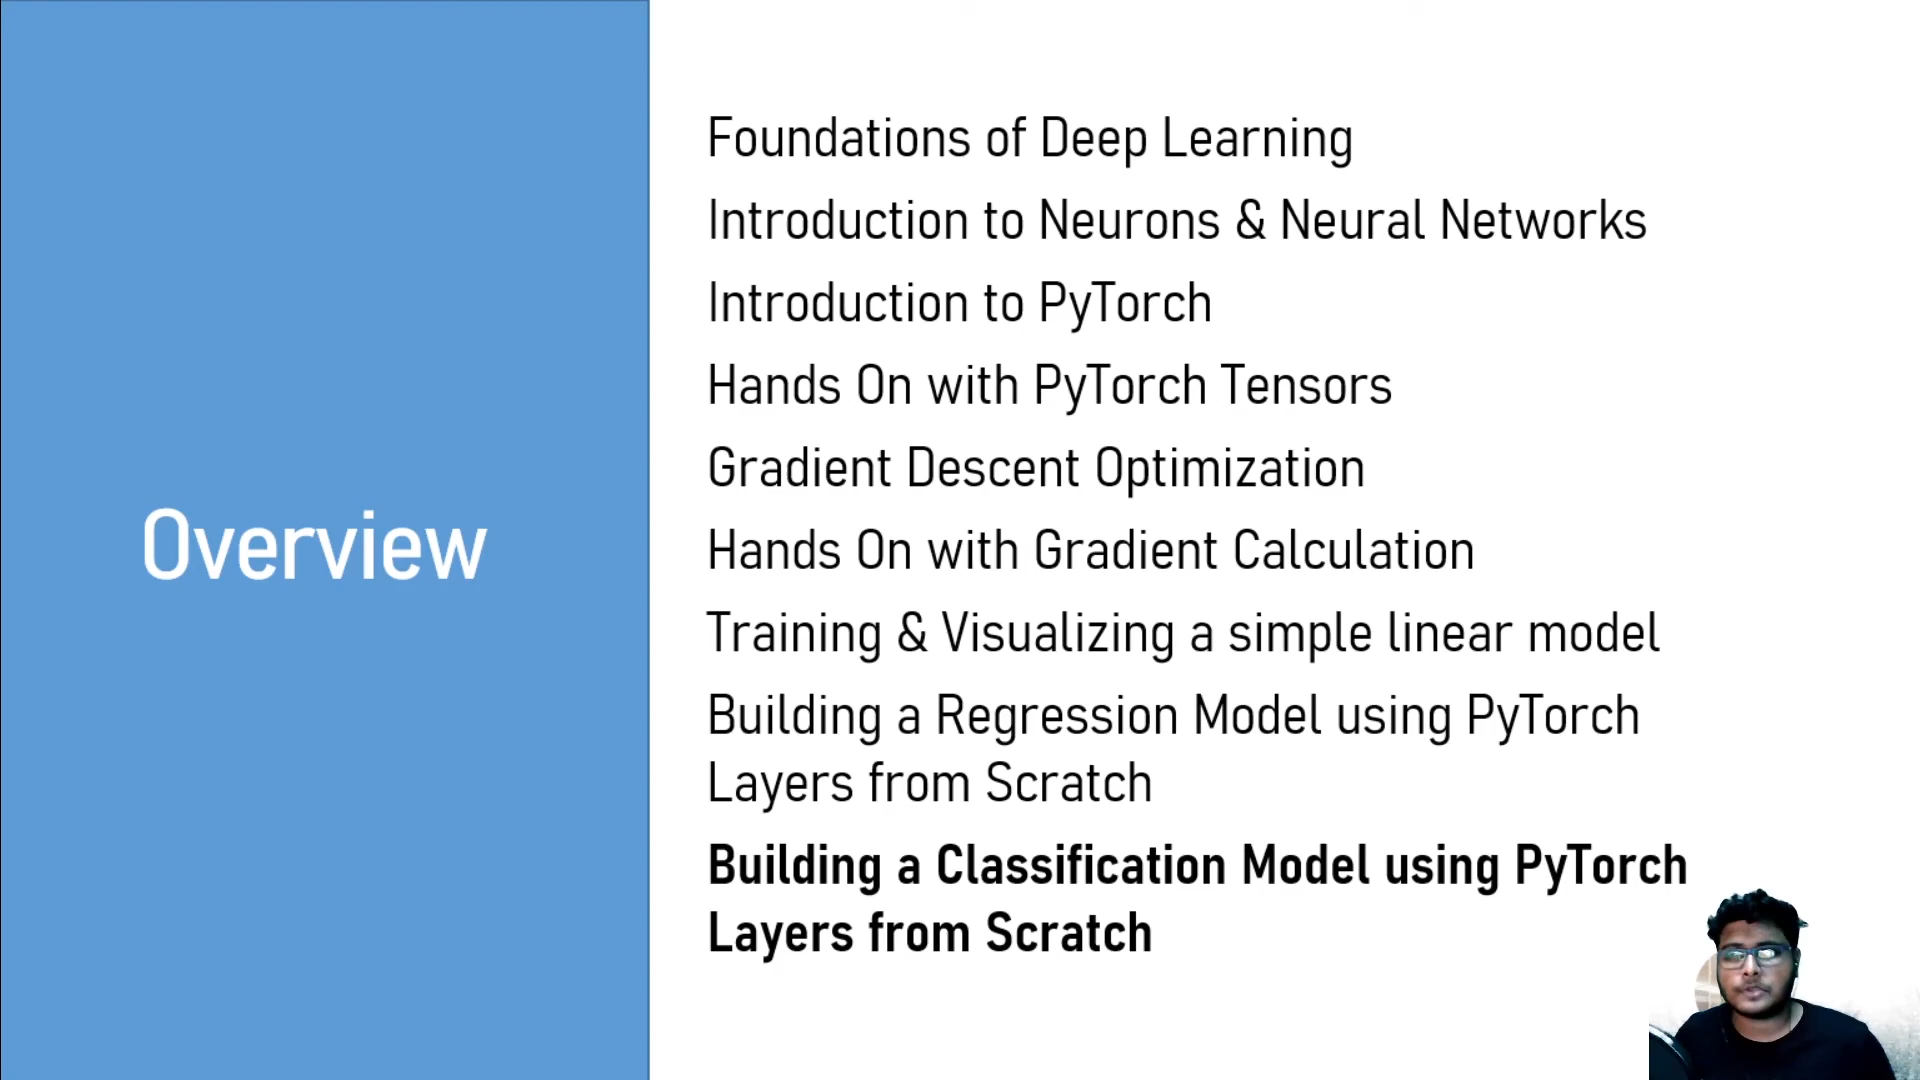 Overview
Foundations of Deep Learning
Introduction to Neurons & Neural Networks
Introduction to PyTorch
Hands On with PyTorch Tensors
Gradient Descent Optimization
Hands On with Gradient Calculation
Training & Visualizing a simple linear model
Building a Regression Model using PyTorch
Layers from Scratch
Building a Classification Model using PyTorch
Layers from Scratch